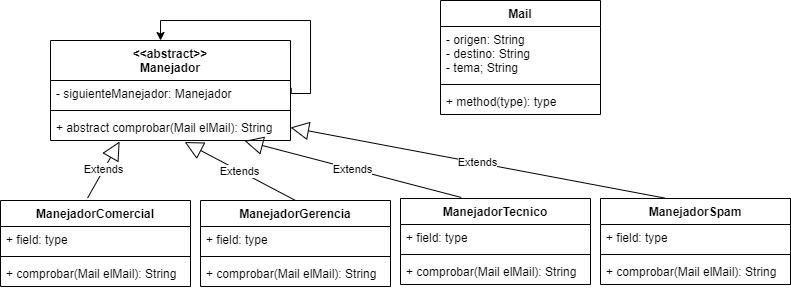 <<abstract>>
Manejador
- siguienteManejador: Manejador
+ abstract comprobar(Mail elMail): String
Mail
- origen: String
- destino: String
- tema; String
+ method(type): type
Extends
Extends
Extends
Extends
ManejadorComercial
+ field: type
+ comprobar(Mail elMail): String
ManejadorGerencia
+ field: type
+ comprobar(Mail elMail): String
ManejadorTecnico
+ field: type
+ comprobar(Mail elMail): String
ManejadorSpam
+ field: type
+ comprobar(Mail elMail): String